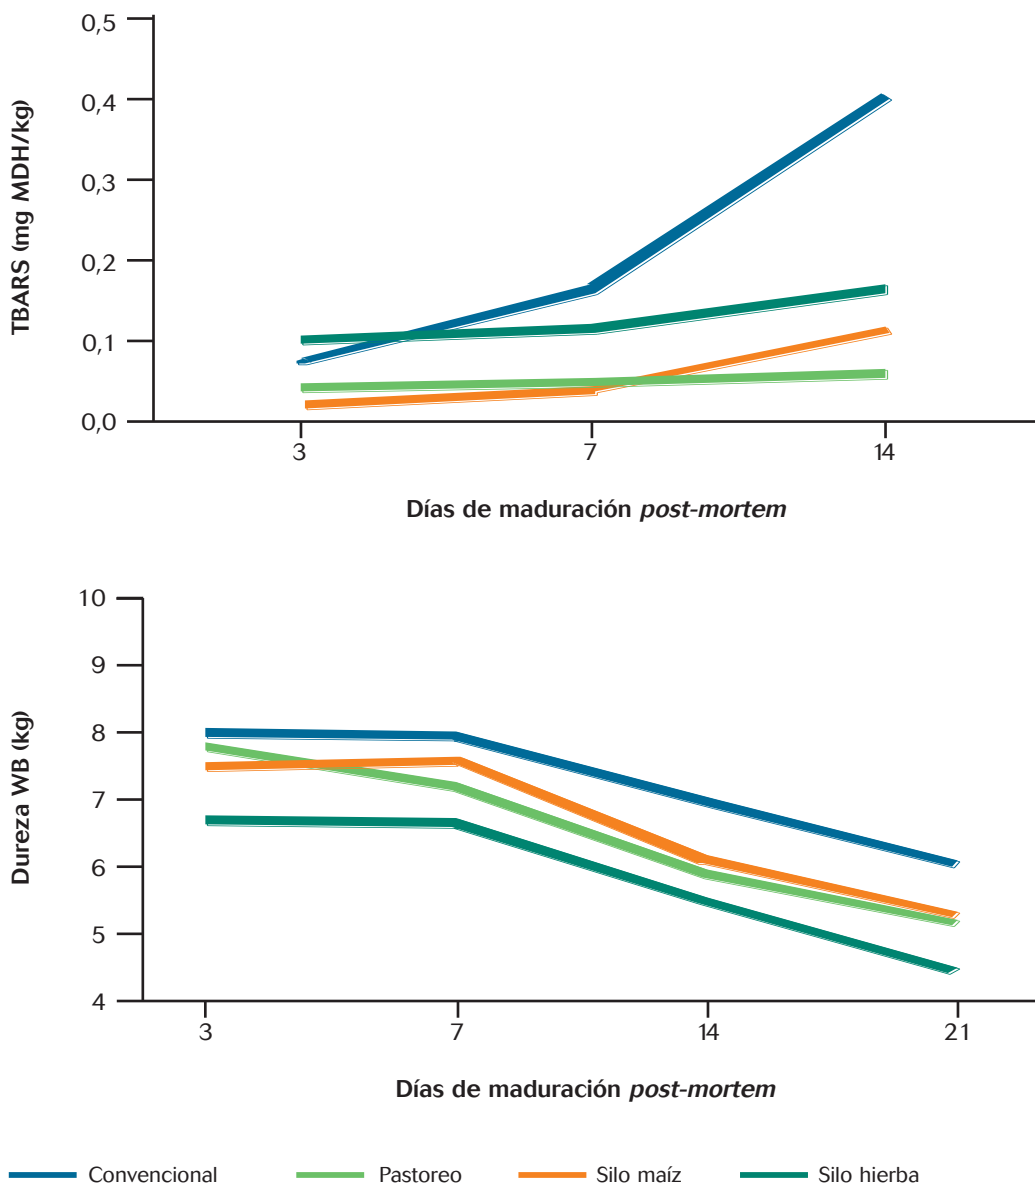 0,5
0,4
0,3
0,2
0,1
0,0
TBARS (mg MDH/kg)
3 7 14
Días de maduración post-mortem
10
9
8
7
6
5
4
Dureza WB (kg)
3 7 14 21
Días de maduración post-mortem
Convencional Pastoreo Silo maíz Silo hierba